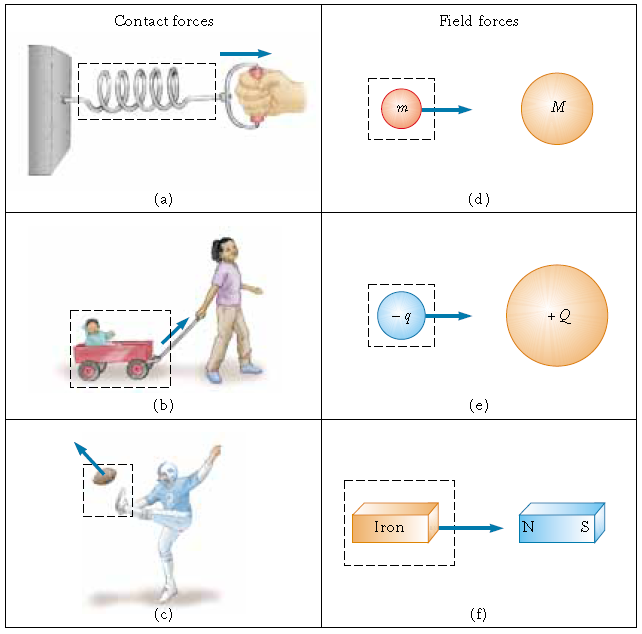 Contact forces
Field forces
(a)
m
M
(d)
(b)
– q
+ Q
(e)
(c)
Iron
N
S
(f)